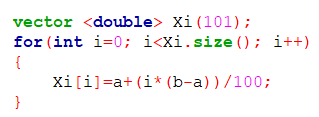 vector <double> Xi(101);
for(int i=0; i<Xi.size(); i++)
{
    Xi[i]=a+(i*(b-a))/100;
}